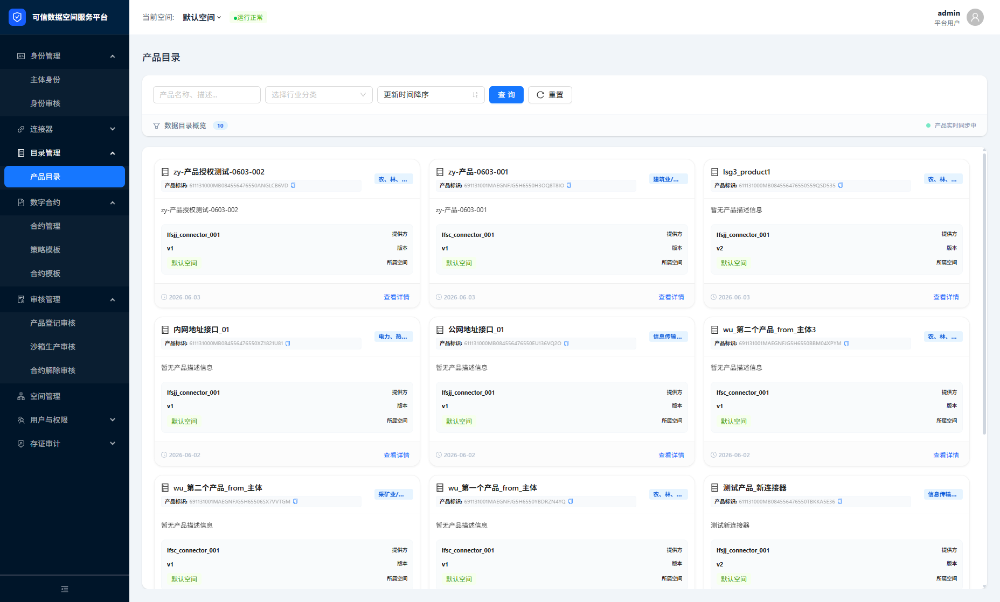 可信数据空间服务平台
当前空间: 默认空间 运行正常
admin
平台用户
身份管理
主体身份
身份审核
连接器
目录管理
产品目录
数字合约
合约管理
策略模板
合约模板
审核管理
产品登记审核
沙箱生产审核
合约解除审核
空间管理
用户与权限
存证审计
产品目录
产品名称、描述... 选择行业分类 更新时间降序 查 询 重置
数据目录概览 10 产品实时同步中
zy-产品授权测试-0603-002 农、林、...
产品标识: 611131000MB084556476550ANGLCB6VD
zy-产品授权测试-0603-002
lfsjj_connector_001 提供方
v1 版本
默认空间 所属空间
2026-06-03 查看详情
zy-产品-0603-001 建筑业/...
产品标识: 691131001MAEGNFJG5H6550H3OQ8T8IO
zy-产品-0603-001
lfsc_connector_001 提供方
v1 版本
默认空间 所属空间
2026-06-03 查看详情
lsg3_product1 农、林、...
产品标识: 611131000MB084556476550S59QSD535
暂无产品描述信息
lfsjj_connector_001 提供方
v2 版本
默认空间 所属空间
2026-06-03 查看详情
内网地址接口_01 电力、热...
产品标识: 611131000MB084556476550XZ1821U81
暂无产品描述信息
lfsjj_connector_001 提供方
v1 版本
默认空间 所属空间
2026-06-02 查看详情
公网地址接口_01 信息传输...
产品标识: 611131000MB084556476550EU136VQ2O
暂无产品描述信息
lfsjj_connector_001 提供方
v1 版本
默认空间 所属空间
2026-06-02 查看详情
wu_第二个产品_from_主体3 农、林、...
产品标识: 691131001MAEGNFJG5H6550BBM04XPYM
暂无产品描述信息
lfsc_connector_001 提供方
v1 版本
默认空间 所属空间
2026-06-02 查看详情
wu_第二个产品_from_主体 采矿业/...
产品标识: 691131001MAEGNFJG5H65506SX7VVTGM
暂无产品描述信息
lfsc_connector_001 提供方
v1 版本
默认空间 所属空间
wu_第一个产品_from_主体 农、林、...
产品标识: 691131001MAEGNFJG5H6550YBDRZN4YQ
暂无产品描述信息
lfsc_connector_001 提供方
v1 版本
默认空间 所属空间
测试产品_新连接器 信息传输...
产品标识: 611131000MB084556476550TBKKA5E36
测试新连接器
lfsjj_connector_001 提供方
v2 版本
默认空间 所属空间